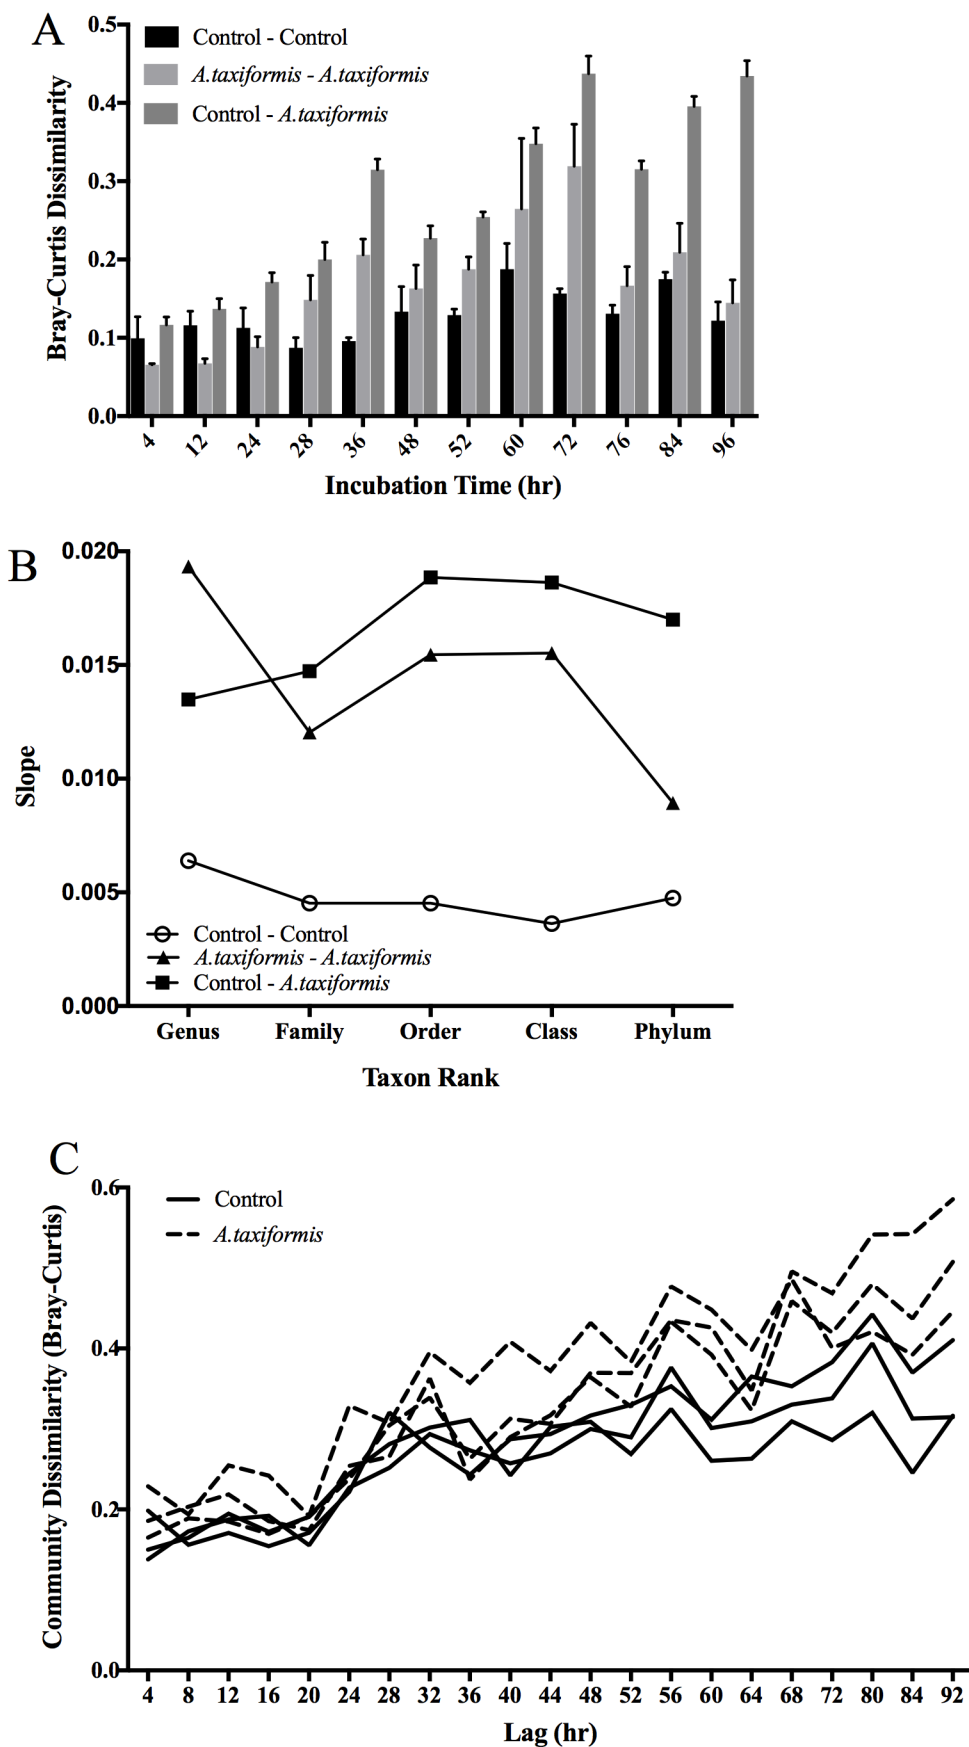 A
Control - Control
A.taxiformis - A.taxiformis
Control - A.taxiformis
Bray-Curtis Dissimilarity
0.5
0.4
0.3
0.2
0.1
0.0
4 12 24 28 36 48 52 60 72 76 84 96
Incubation Time (hr)
B
Slope
0.020
0.015
0.010
0.005
0.000
Control - Control
A.taxiformis - A.taxiformis
Control - A.taxiformis
Genus Family Order Class Phylum
Taxon Rank
C
Control
A.taxiformis
Community Dissimilarity (Bray-Curtis)
0.6
0.4
0.2
0.0
4 8 12 16 20 24 28 32 36 40 44 48 52 56 60 64 68 72 80 84 92
Lag (hr)